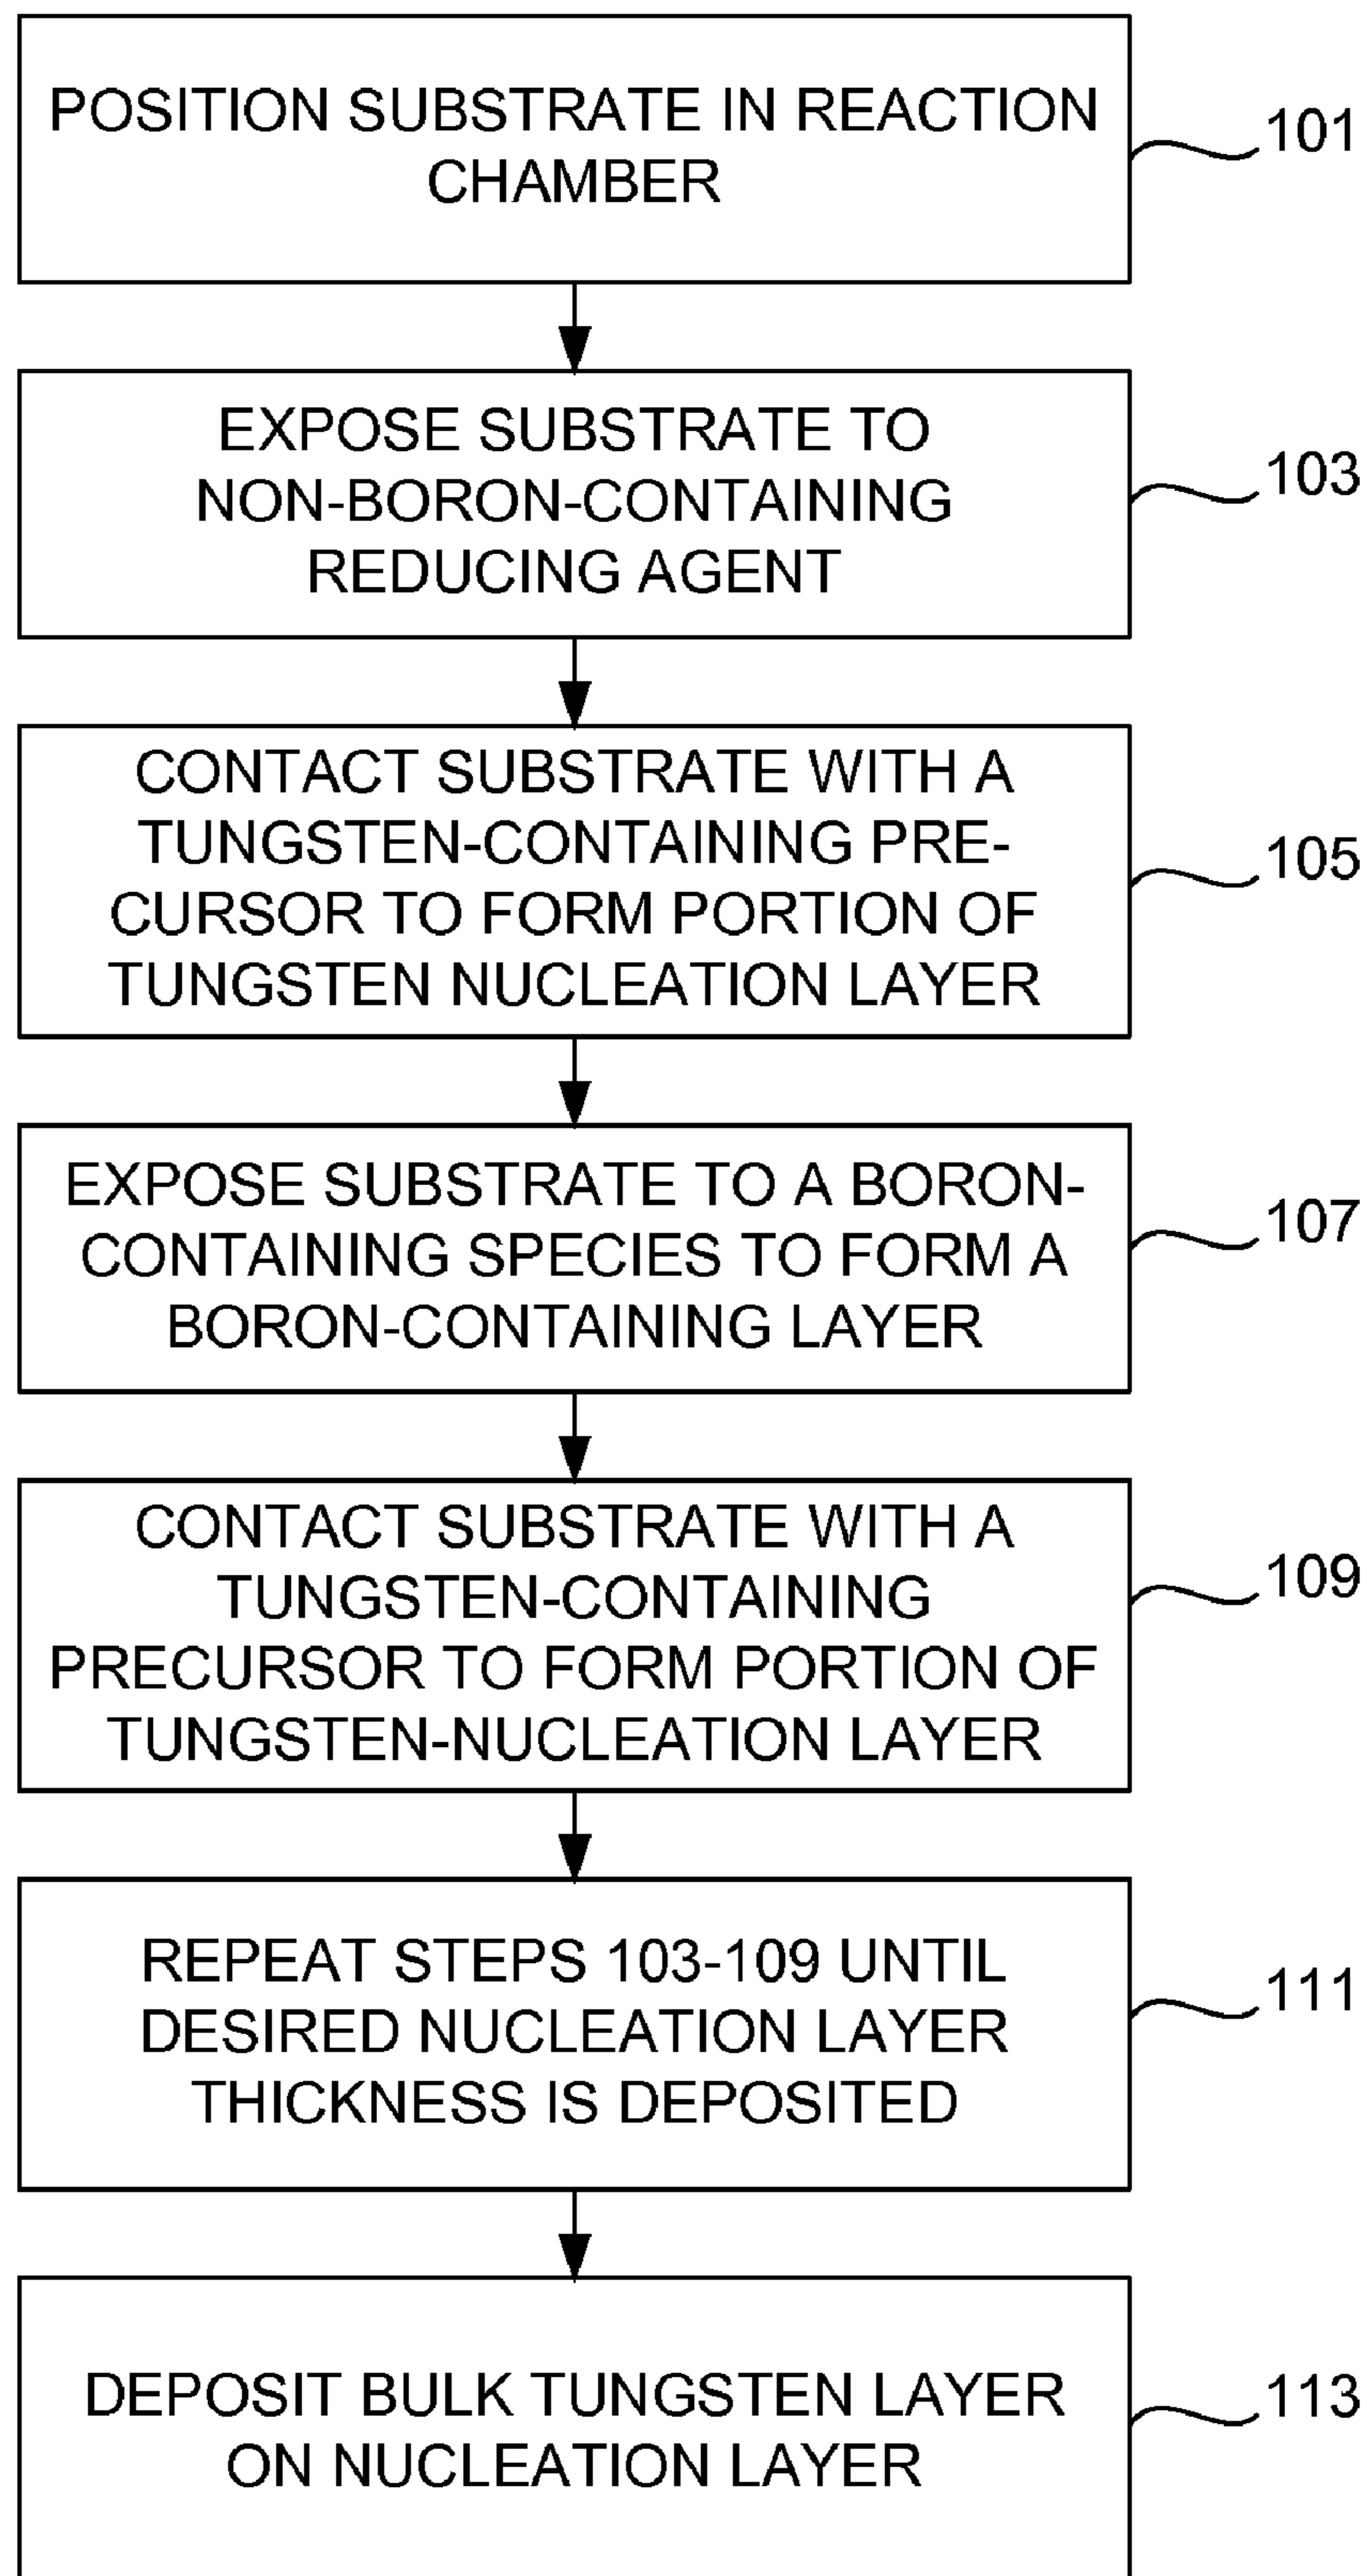 POSITION SUBSTRATE IN REACTION
CHAMBER
101
EXPOSE SUBSTRATE TO
NON-BORON-CONTAINING
REDUCING AGENT
103
CONTACT SUBSTRATE WITH A
TUNGSTEN-CONTAINING PRE-
CURSOR TO FORM PORTION OF
TUNGSTEN NUCLEATION LAYER
105
EXPOSE SUBSTRATE TO A BORON-
CONTAINING SPECIES TO FORM A
BORON-CONTAINING LAYER
107
CONTACT SUBSTRATE WITH A
TUNGSTEN-CONTAINING
PRECURSOR TO FORM PORTION OF
TUNGSTEN-NUCLEATION LAYER
109
REPEAT STEPS 103-109 UNTIL
DESIRED NUCLEATION LAYER
THICKNESS IS DEPOSITED
111
DEPOSIT BULK TUNGSTEN LAYER
ON NUCLEATION LAYER
113